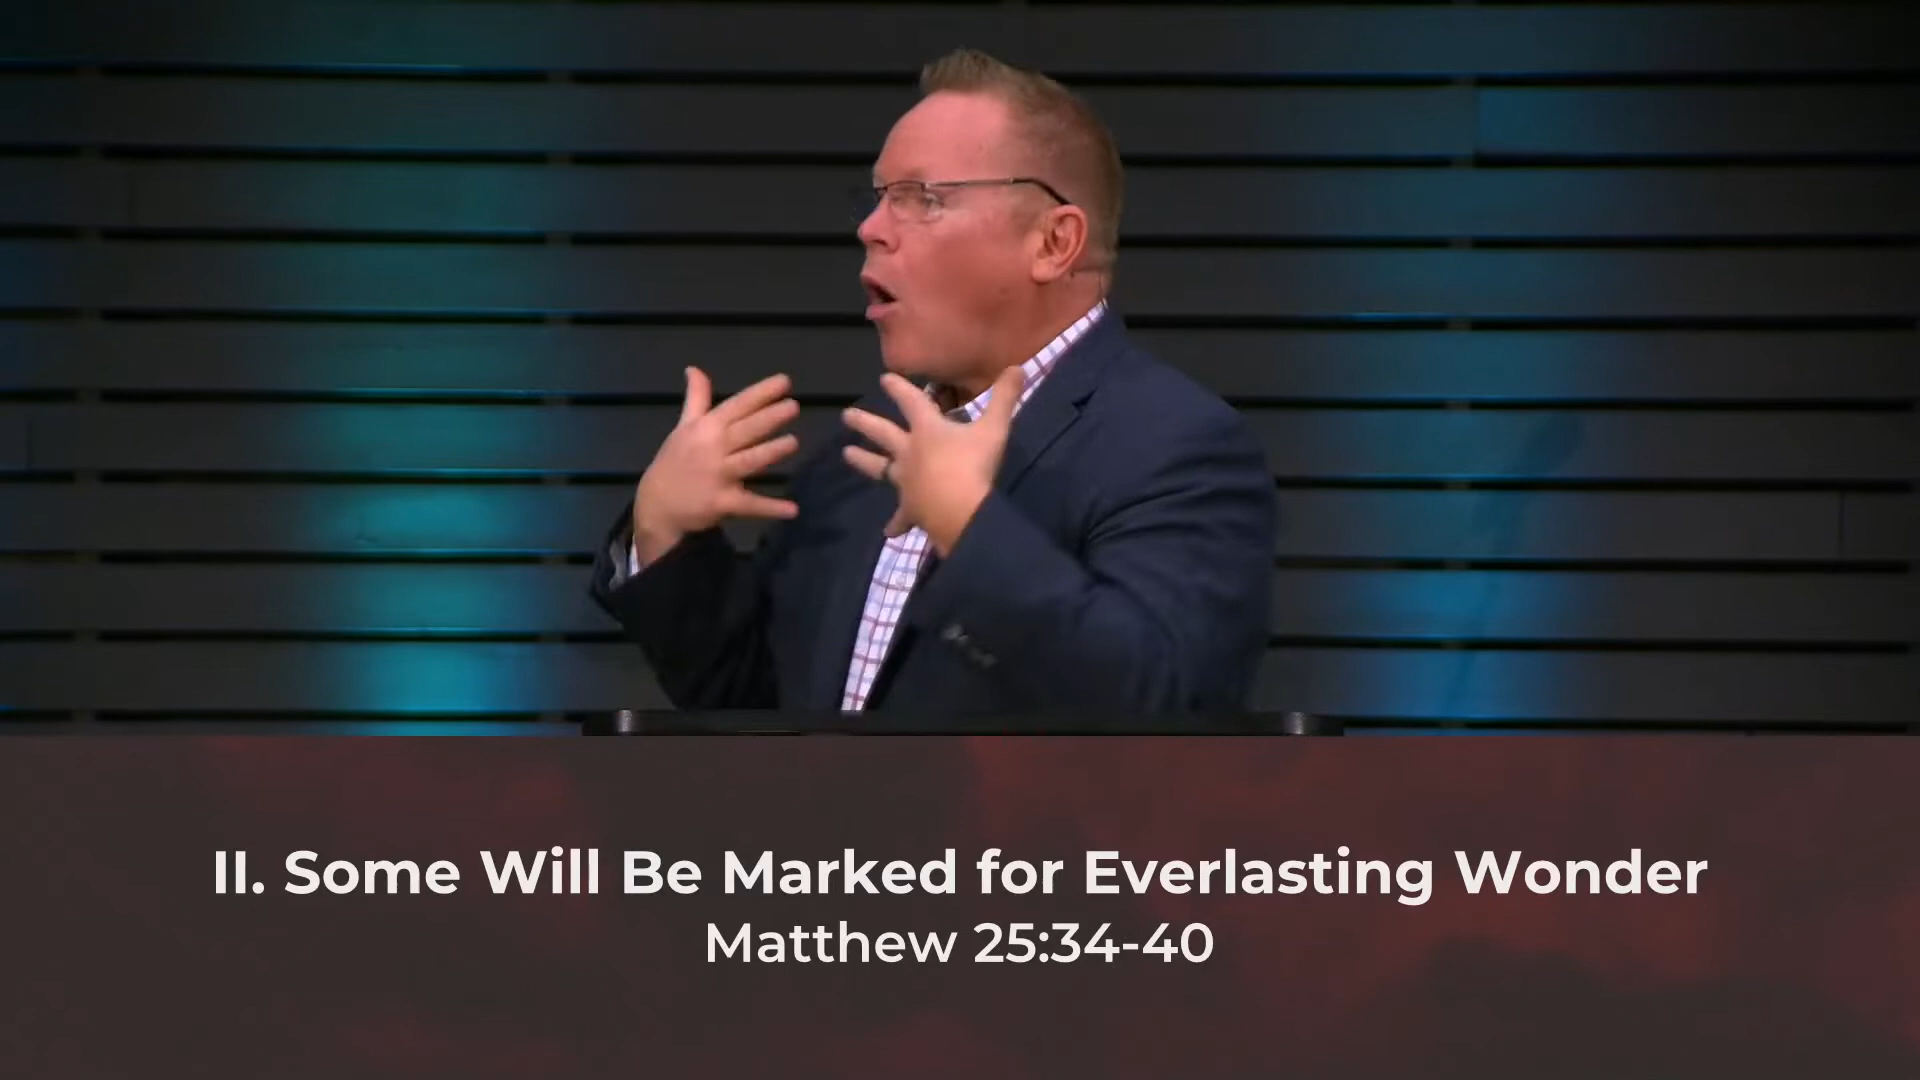 II. Some Will Be Marked for Everlasting Wonder
Matthew 25:34-40